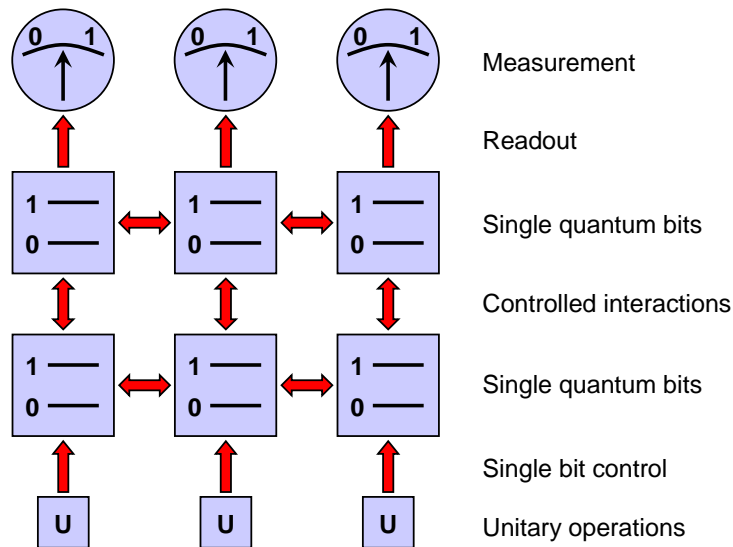 0 1 0 1 0 1
Measurement
Readout
1 1 1
Single quantum bits
0 0 0
Controlled interactions
1 1 1
Single quantum bits
0 0 0
Single bit control
U U U
Unitary operations